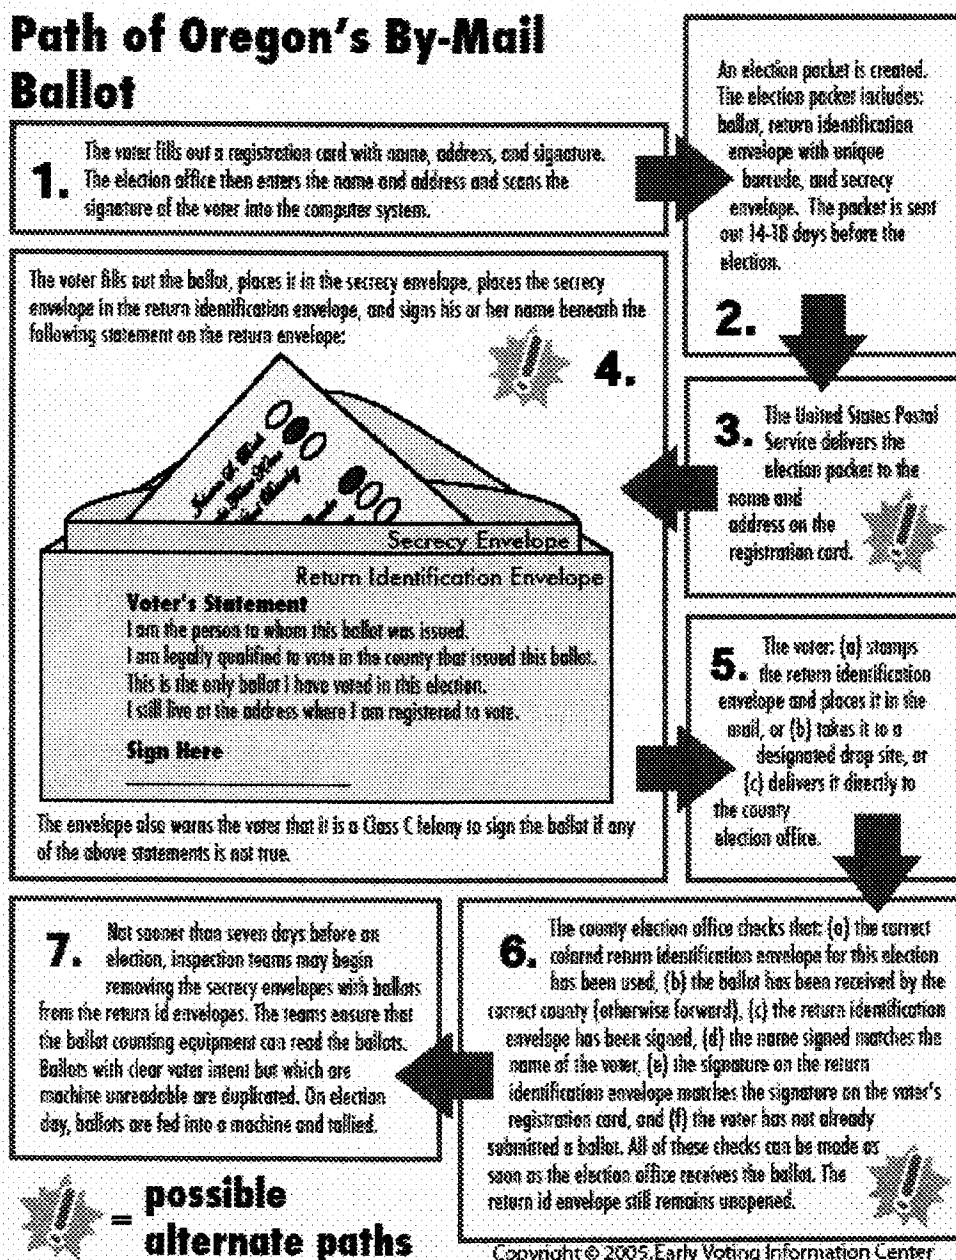 Path of Oregon's By-Mail
Ballot
1.
The voter fills out a registration card with name, address, and signature.
The election office then enters the name and address and scans the
signature of the voter into the computer system.
An election packet is created.
The election packet includes:
ballot, return identification
envelope with unique
barcode, and secrecy
envelope. The packet is sent
out 14-18 days before the
election.
2.
3.
The United States Postal
Service delivers the
election packet to the
name and
address on the
registration card.
The voter fills out the ballot, places it in the secrecy envelope, places the secrecy
envelope in the return identification envelope, and signs his or her name beneath the
following statement on the return envelope:
4.
Secrecy Envelope
Return Identification Envelope
Voter's Statement
I am the person to whom this ballot was issued.
I am legally qualified to vote in the county that issued this ballot.
This is the only ballot I have voted in this election.
I still live at the address where I am registered to vote.
Sign Here
The envelope also warns the voter that it is a Class C felony to sign the ballot if any
of the above statements is not true.
5.
The voter: (a) stamps
the return identification
envelope and places it in the
mail, or (b) takes it to a
designated drop site, or
(c) delivers it directly to
the county
election office.
6.
The county election office checks that: (a) the correct
colored return identification envelope for this election
has been used, (b) the ballot has been received by the
correct county (otherwise forward), (c) the return identification
envelope has been signed, (d) the name signed matches the
name of the voter, (e) the signature on the return
identification envelope matches the signature on the voter's
registration card, and (f) the voter has not already
submitted a ballot. All of these checks can be made as
soon as the election office receives the ballot. The
return id envelope still remains unopened.
7.
Not sooner than seven days before an
election, inspection teams may begin
removing the secrecy envelopes with ballots
from the return id envelopes. The teams ensure that
the ballot counting equipment can read the ballots.
Ballots with clear voter intent but which are
machine unreadable are duplicated. On election
day, ballots are fed into a machine and tallied.
! = possible
alternate paths
Copyright © 2005 Early Voting Information Center